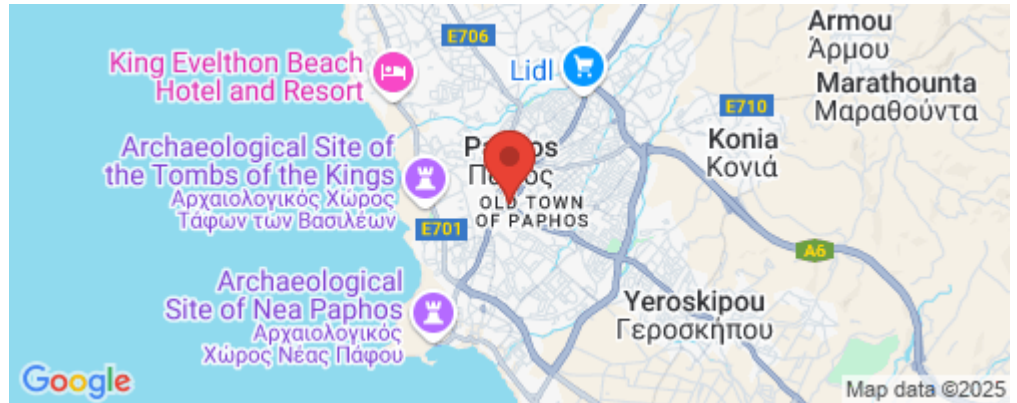 E706
Armou
Άρμου
King Evelthon Beach
Hotel and Resort
Lidl
Marathounta
Μαραθούντα
E710
Archaeological Site of
the Tombs of the Kings
Αρχαιολογικός Χώρος
Τάφων των Βασιλέων
Konia
Κονιά
OLD TOWN
OF PAPHOS
E701
A6
Archaeological
Site of Nea Paphos
Αρχαιολογικός
Χώρος Νέας Πάφου
Yeroskipou
Γεροσκήπου
Google
Map data ©2025